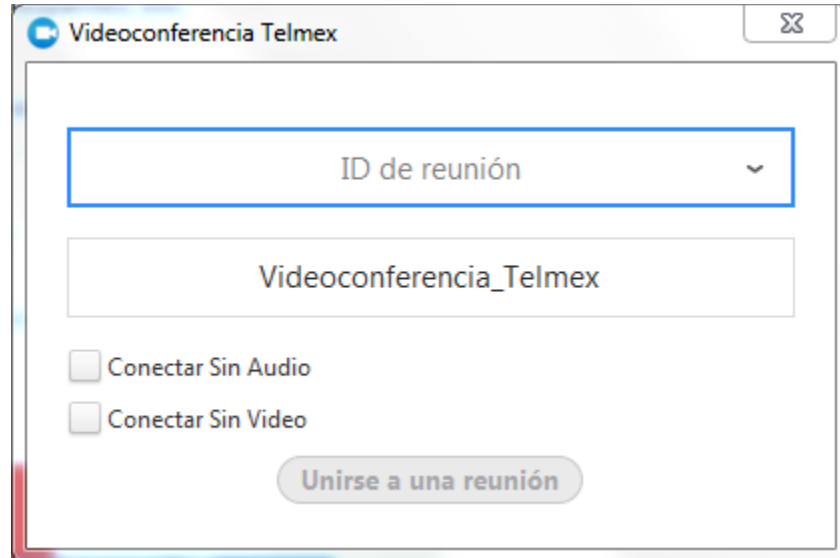 Videoconferencia Telmex
ID de reunión
Videoconferencia_Telmex
Conectar Sin Audio
Conectar Sin Video
Unirse a una reunión